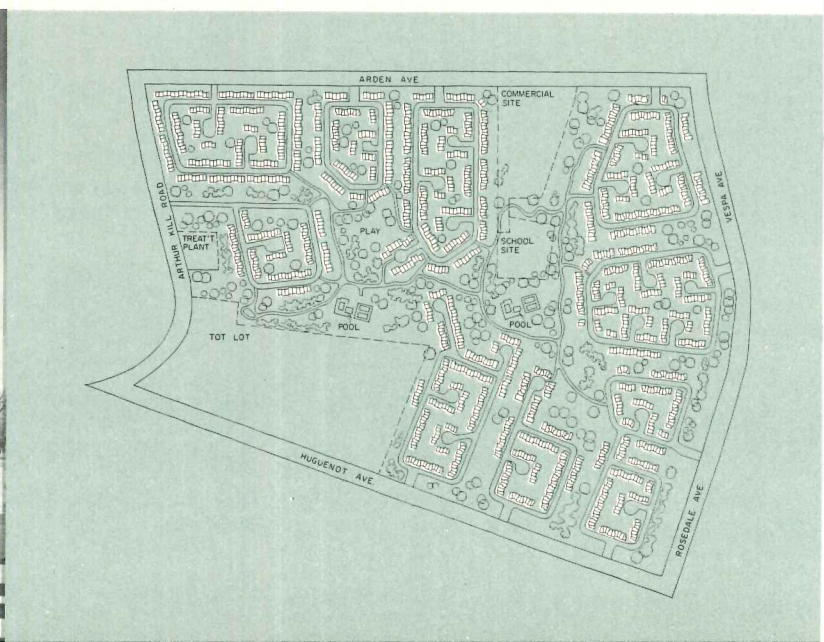 ARDEN AVE
COMMERCIAL
SITE
VESPA AVE
ARTHUR KILL ROAD
TREAT'T
PLANT
PLAY
SCHOOL
SITE
POOL
POOL
TOT LOT
HUGUENOT AVE
ROSEDALE AVE